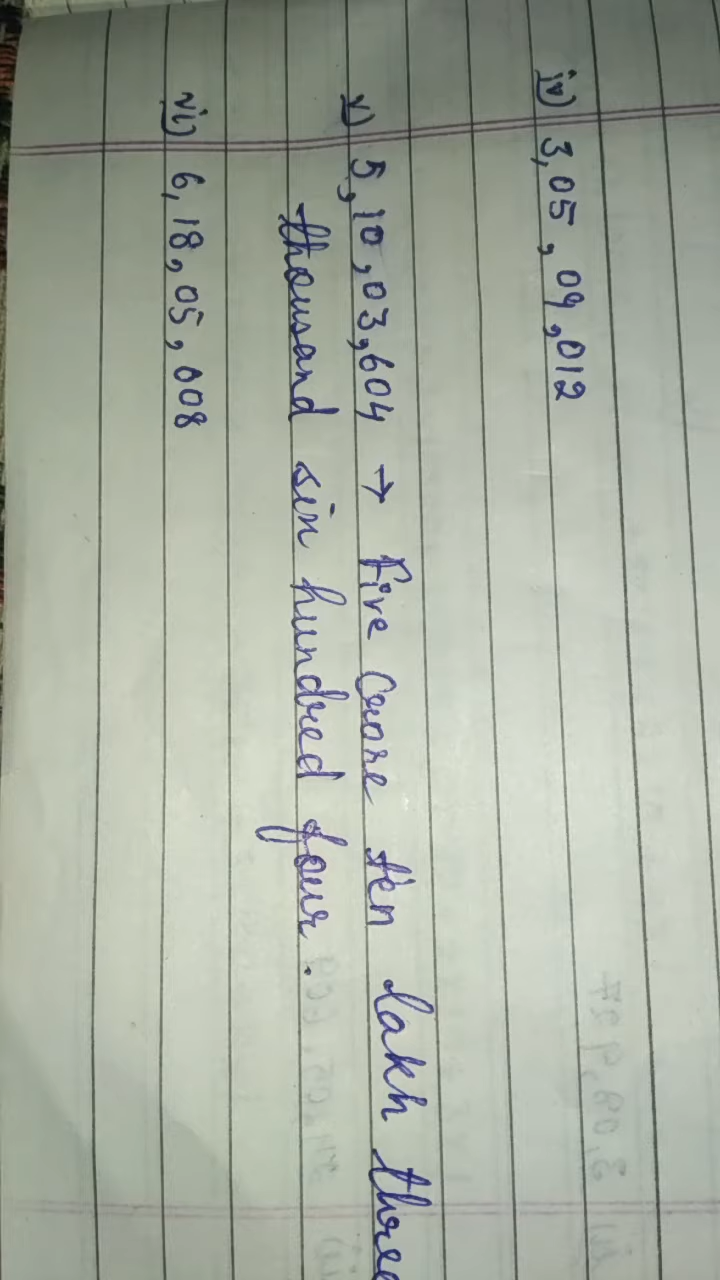 iv) 3,05,09,012
v) 5,10,03,604 → Five Crore ten lakh three
thousand six hundred four.
vi) 6,18,05,008